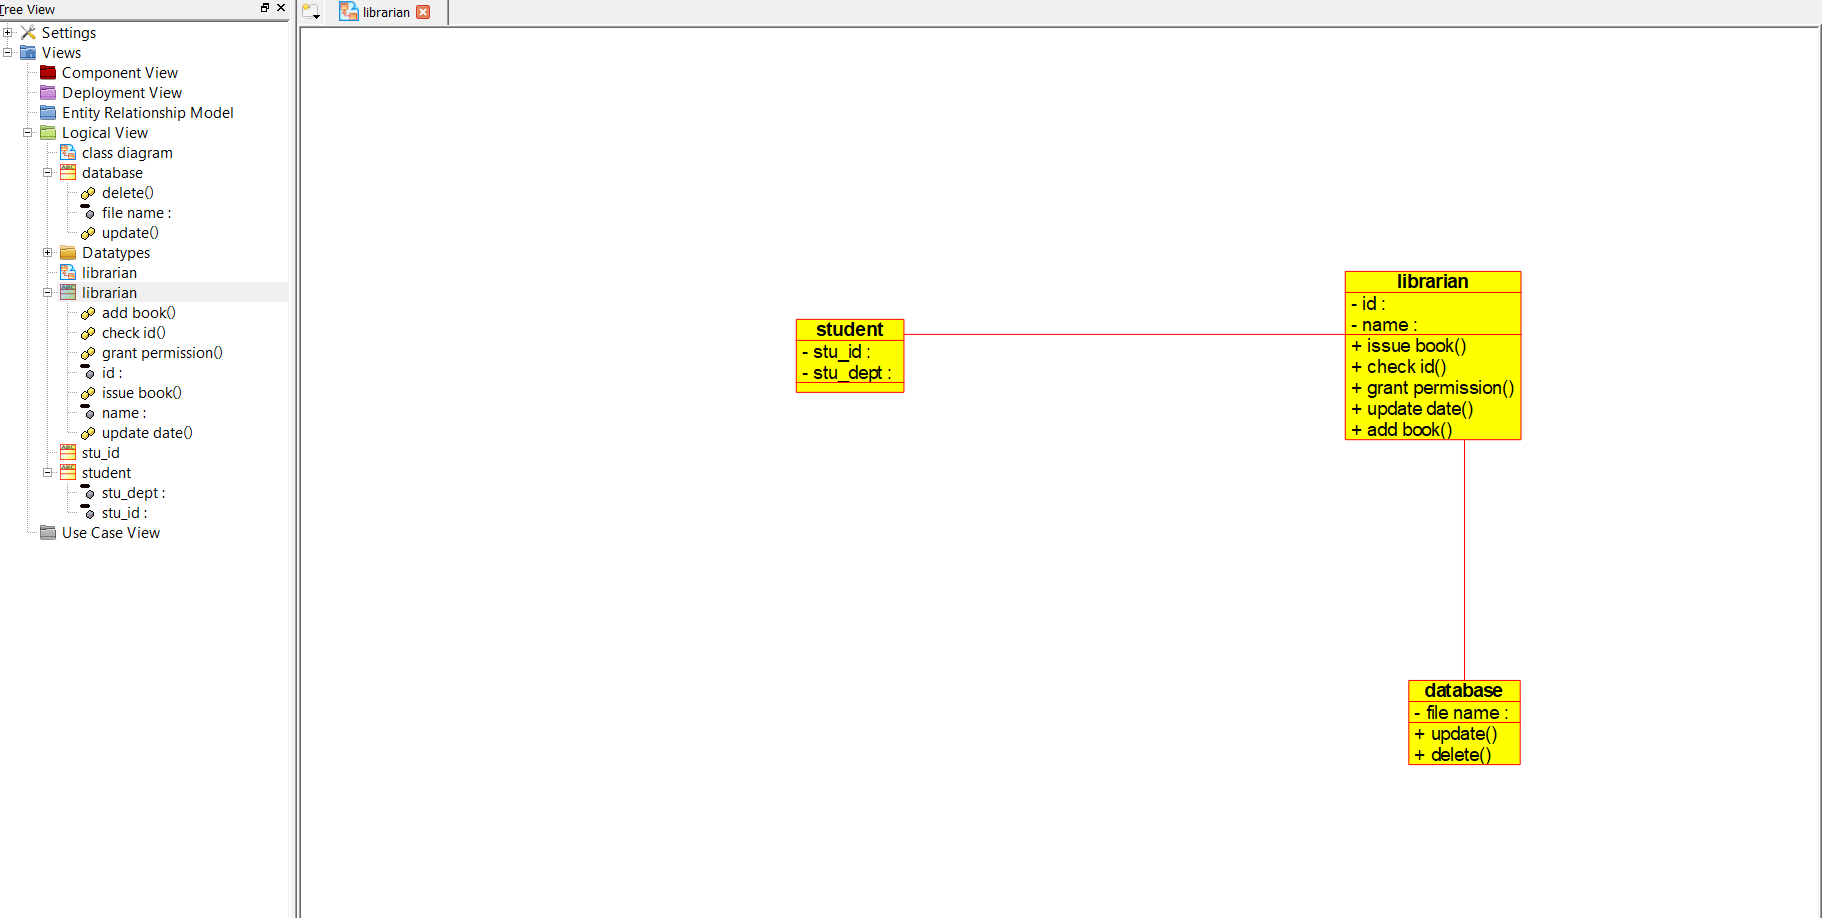 Tree View
Settings
Views
Component View
Deployment View
Entity Relationship Model
Logical View
class diagram
database
delete()
file name :
update()
Datatypes
librarian
librarian
add book()
check id()
grant permission()
id :
issue book()
name :
update date()
stu_id
student
stu_dept :
stu_id :
Use Case View
librarian
student
- stu_id :
- stu_dept :
librarian
- id :
- name :
+ issue book()
+ check id()
+ grant permission()
+ update date()
+ add book()
database
- file name :
+ update()
+ delete()